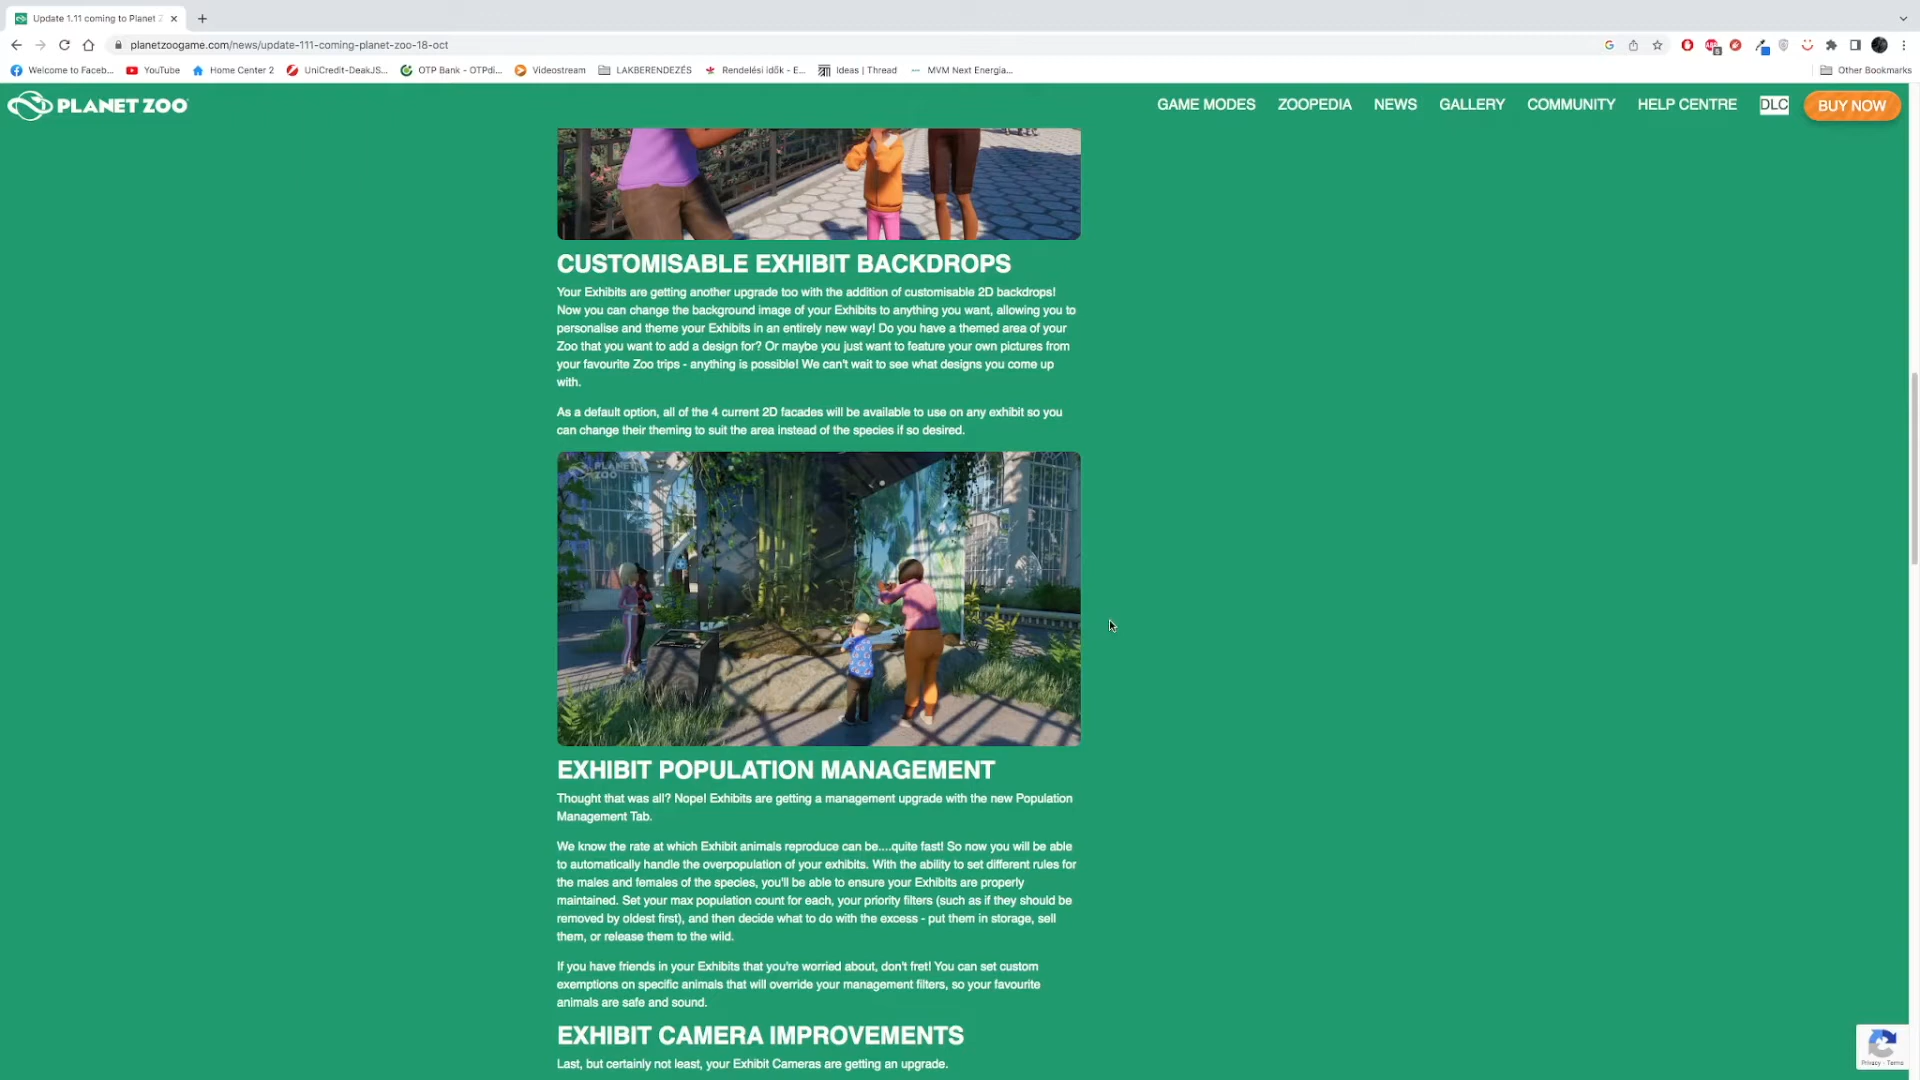 Update 1.11 coming to Planet Z
planetzoogame.com/news/update-111-coming-planet-zoo-18-oct
Welcome to Faceb... YouTube Home Center 2 UniCredit-DeakJS... OTP Bank - OTPdi... Videostream LAKBERENDEZÉS Rendelési idők - E... Ideas | Thread MVM Next Energia... Other Bookmarks
PLANET ZOO GAME MODES ZOOPEDIA NEWS GALLERY COMMUNITY HELP CENTRE DLC BUY NOW
CUSTOMISABLE EXHIBIT BACKDROPS
Your Exhibits are getting another upgrade too with the addition of customisable 2D backdrops!
Now you can change the background image of your Exhibits to anything you want, allowing you to
personalise and theme your Exhibits in an entirely new way! Do you have a themed area of your
Zoo that you want to add a design for? Or maybe you just want to feature your own pictures from
your favourite Zoo trips - anything is possible! We can't wait to see what designs you come up
with.
As a default option, all of the 4 current 2D facades will be available to use on any exhibit so you
can change their theming to suit the area instead of the species if so desired.
PLANET
ZOO
EXHIBIT POPULATION MANAGEMENT
Thought that was all? Nope! Exhibits are getting a management upgrade with the new Population
Management Tab.
We know the rate at which Exhibit animals reproduce can be....quite fast! So now you will be able
to automatically handle the overpopulation of your exhibits. With the ability to set different rules for
the males and females of the species, you'll be able to ensure your Exhibits are properly
maintained. Set your max population count for each, your priority filters (such as if they should be
removed by oldest first), and then decide what to do with the excess - put them in storage, sell
them, or release them to the wild.
If you have friends in your Exhibits that you're worried about, don't fret! You can set custom
exemptions on specific animals that will override your management filters, so your favourite
animals are safe and sound.
EXHIBIT CAMERA IMPROVEMENTS
Last, but certainly not least, your Exhibit Cameras are getting an upgrade.
Privacy - Terms